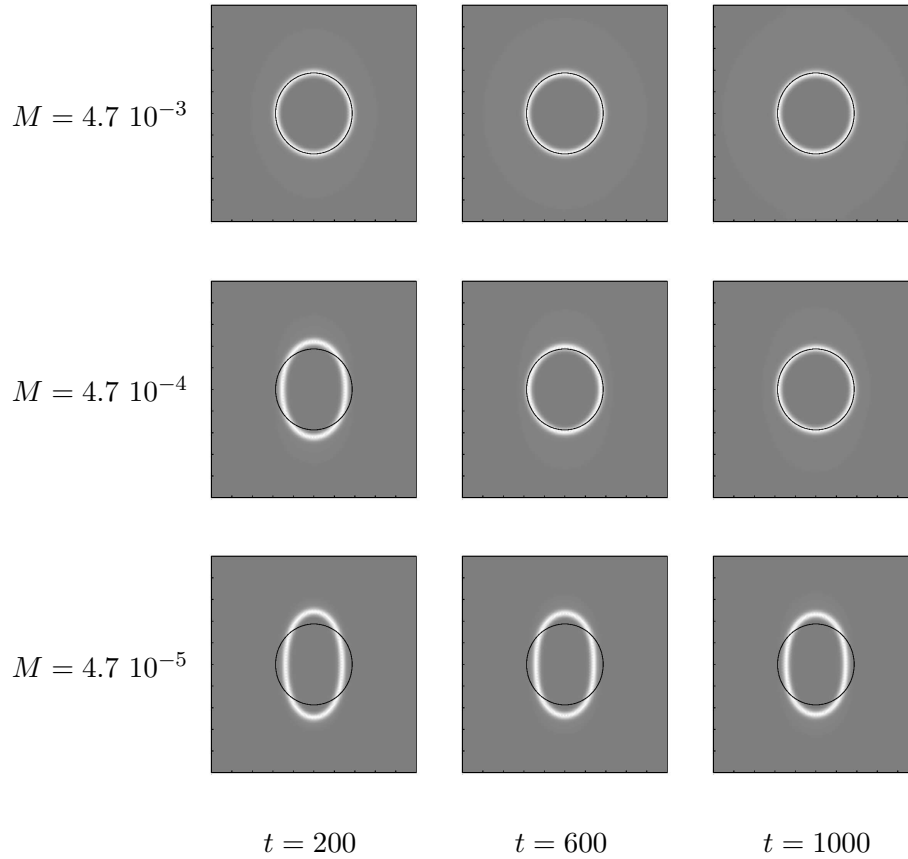 M = 4.7 10⁻³
M = 4.7 10⁻⁴
M = 4.7 10⁻⁵
t = 200
t = 600
t = 1000